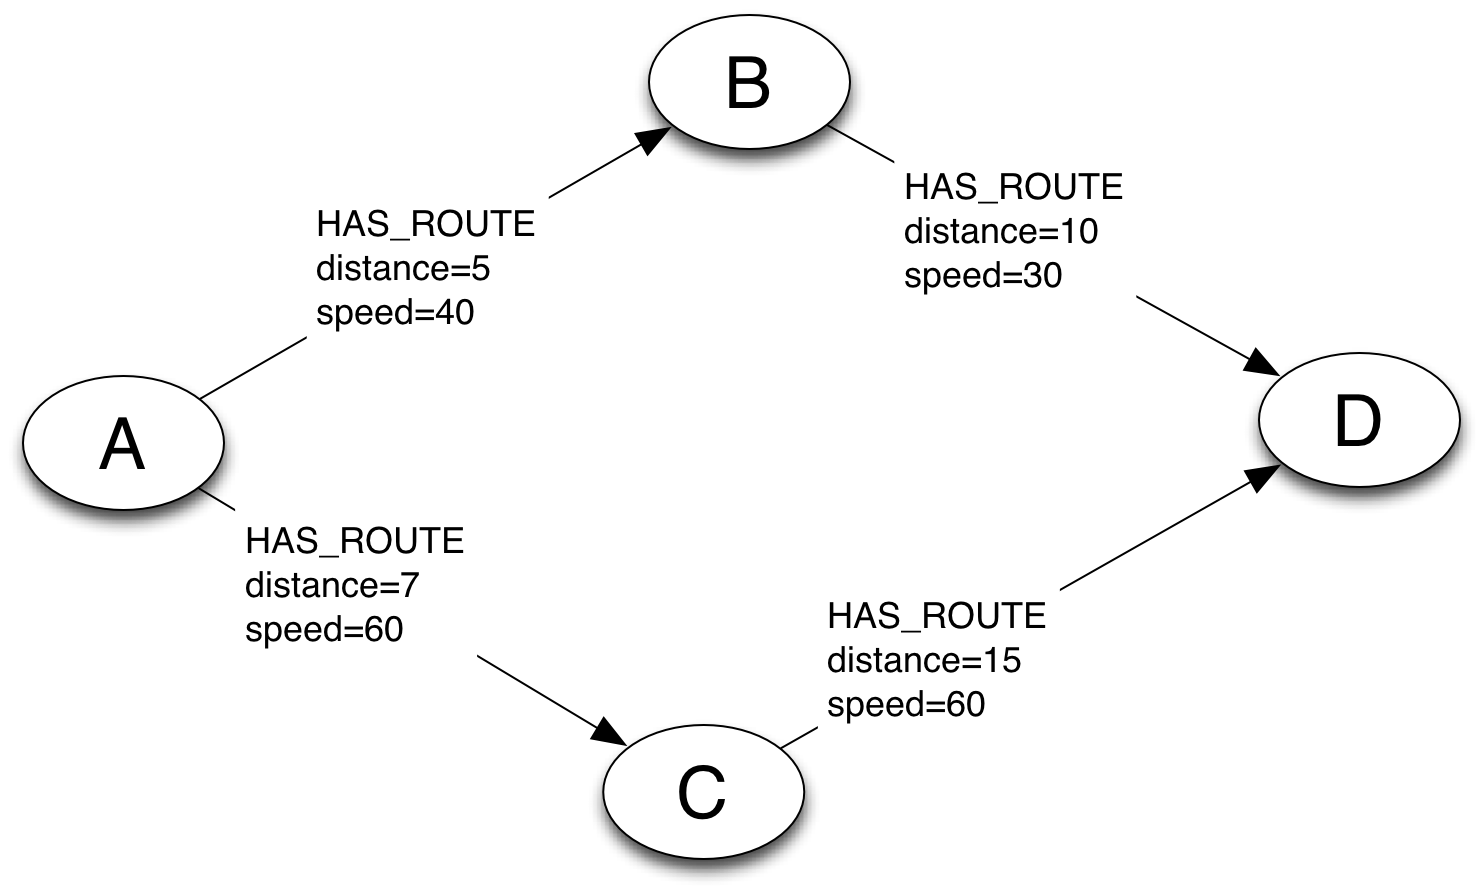 B
HAS_ROUTE
distance=10
speed=30
HAS_ROUTE
distance=5
speed=40
A
D
HAS_ROUTE
distance=7
speed=60
HAS_ROUTE
distance=15
speed=60
C